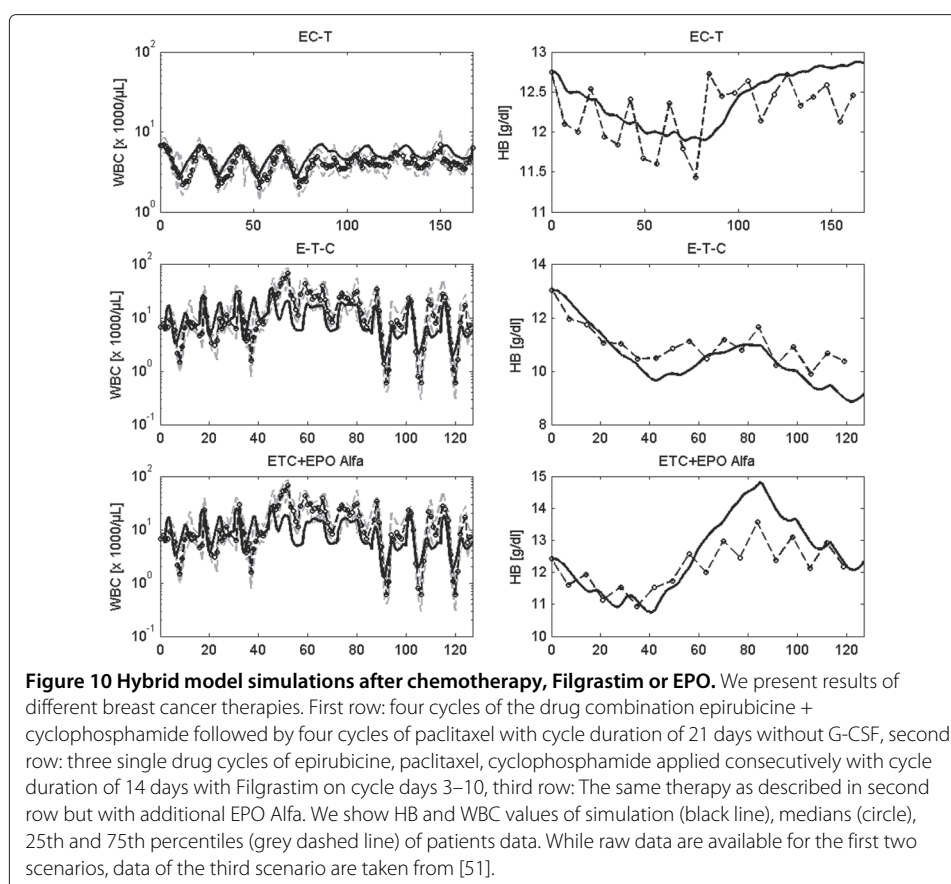 EC-T
WBC [x 1000/µL]
10^2
10^1
10^0
0 50 100 150
EC-T
HB [g/dl]
13
12.5
12
11.5
11
0 50 100 150
E-T-C
WBC [x 1000/µL]
10^2
10^1
10^0
10^-1
0 20 40 60 80 100 120
E-T-C
HB [g/dl]
14
12
10
8
0 20 40 60 80 100 120
ETC+EPO Alfa
WBC [x 1000/µL]
10^2
10^1
10^0
10^-1
0 20 40 60 80 100 120
ETC+EPO Alfa
HB [g/dl]
15
14
13
12
11
10
0 20 40 60 80 100 120
Figure 10 Hybrid model simulations after chemotherapy, Filgrastim or EPO. We present results of
different breast cancer therapies. First row: four cycles of the drug combination epirubicine +
cyclophosphamide followed by four cycles of paclitaxel with cycle duration of 21 days without G-CSF, second
row: three single drug cycles of epirubicine, paclitaxel, cyclophosphamide applied consecutively with cycle
duration of 14 days with Filgrastim on cycle days 3–10, third row: The same therapy as described in second
row but with additional EPO Alfa. We show HB and WBC values of simulation (black line), medians (circle),
25th and 75th percentiles (grey dashed line) of patients data. While raw data are available for the first two
scenarios, data of the third scenario are taken from [51].